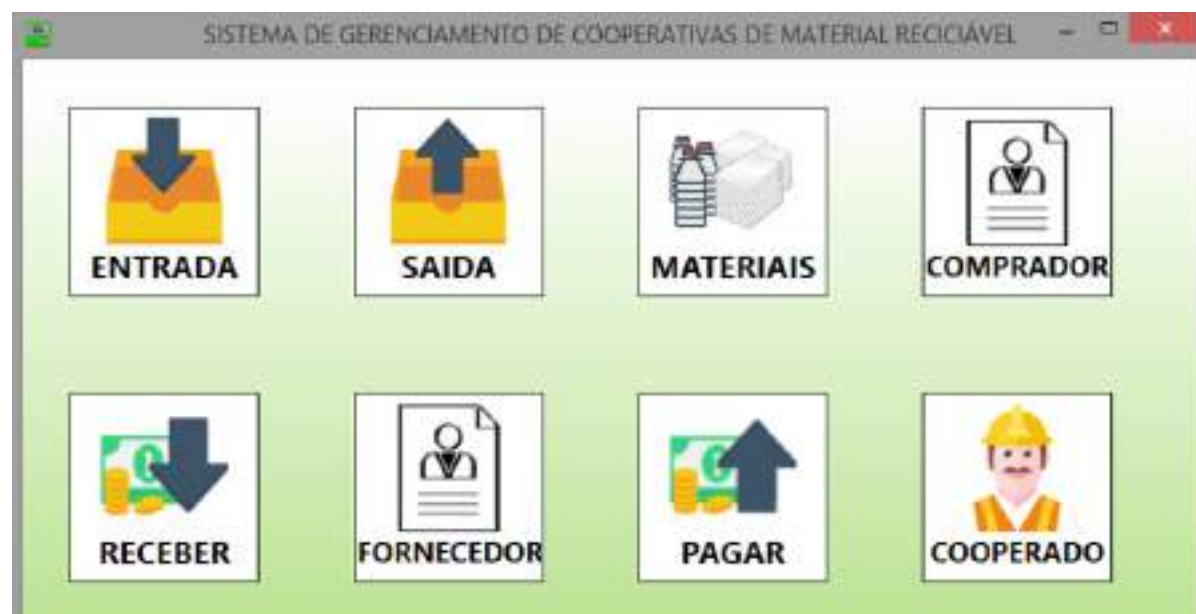 SISTEMA DE GERENCIAMENTO DE COOPERATIVAS DE MATERIAL RECICIÁVEL
ENTRADA
SAIDA
MATERIAIS
COMPRADOR
RECEBER
FORNECEDOR
PAGAR
COOPERADO